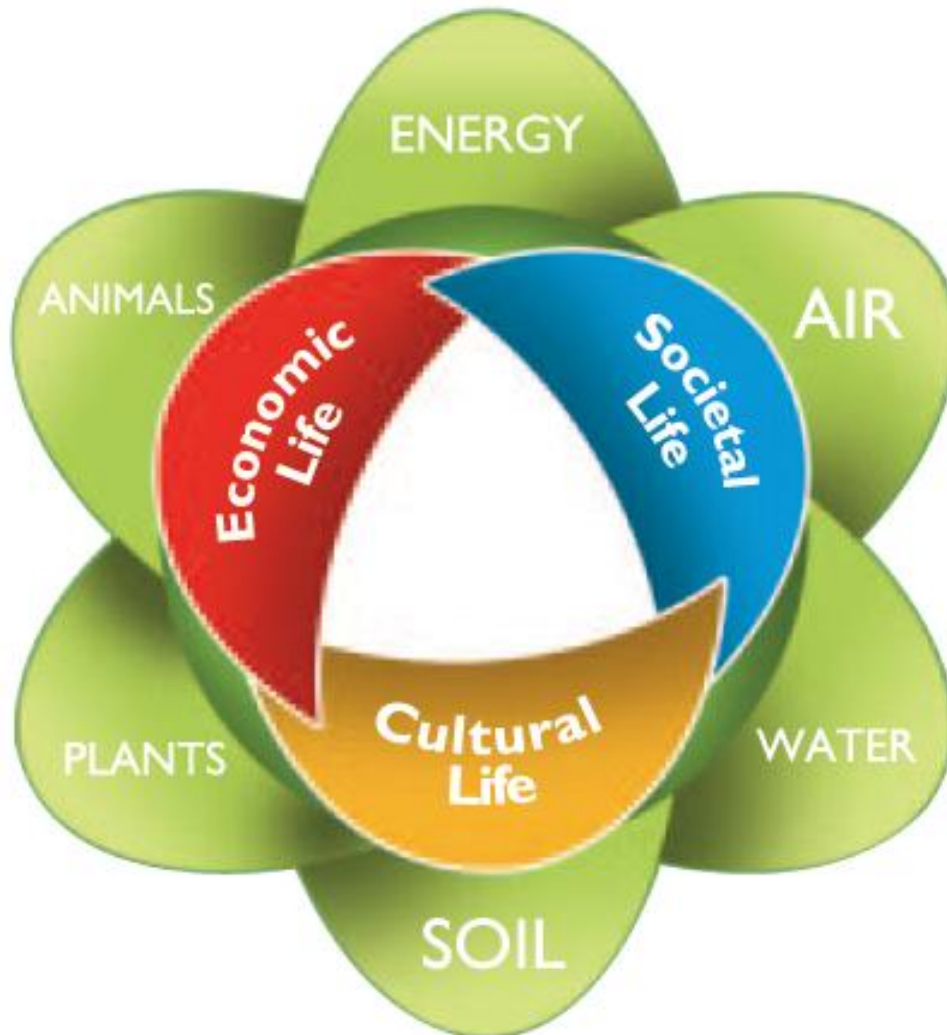 ENERGY
ANIMALS
AIR
Economic
Life
Societal
Life
PLANTS
Cultural
Life
WATER
SOIL